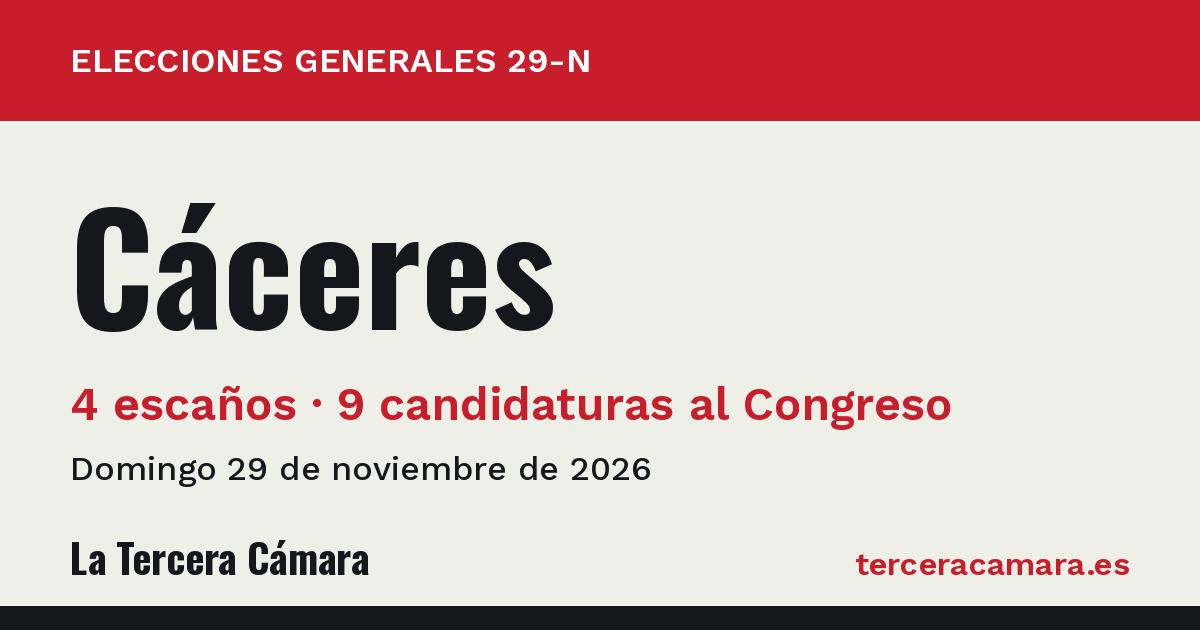 ELECCIONES GENERALES 29-N
Cáceres
4 escaños · 9 candidaturas al Congreso
Domingo 29 de noviembre de 2026
La Tercera Cámara
terceracamara.es